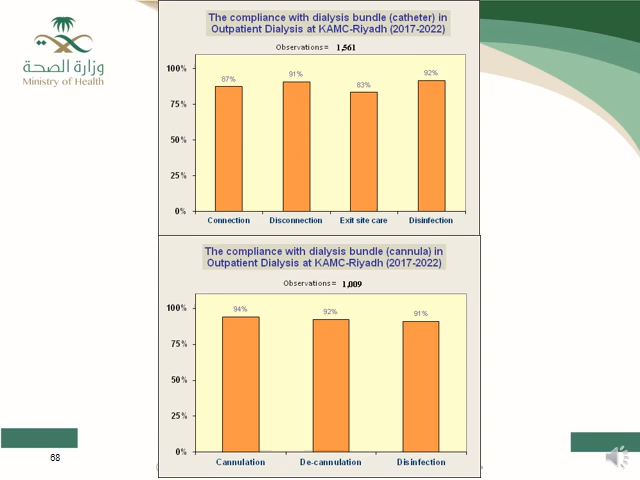 وزارة الصحة
Ministry of Health
The compliance with dialysis bundle (catheter) in
Outpatient Dialysis at KAMC-Riyadh (2017-2022)
Observations = 1,561
100%
75%
50%
25%
0%
87%
91%
83%
92%
Connection
Disconnection
Exit site care
Disinfection
The compliance with dialysis bundle (cannula) in
Outpatient Dialysis at KAMC-Riyadh (2017-2022)
Observations = 1,009
100%
75%
50%
25%
0%
94%
92%
91%
Cannulation
De-cannulation
Disinfection
68